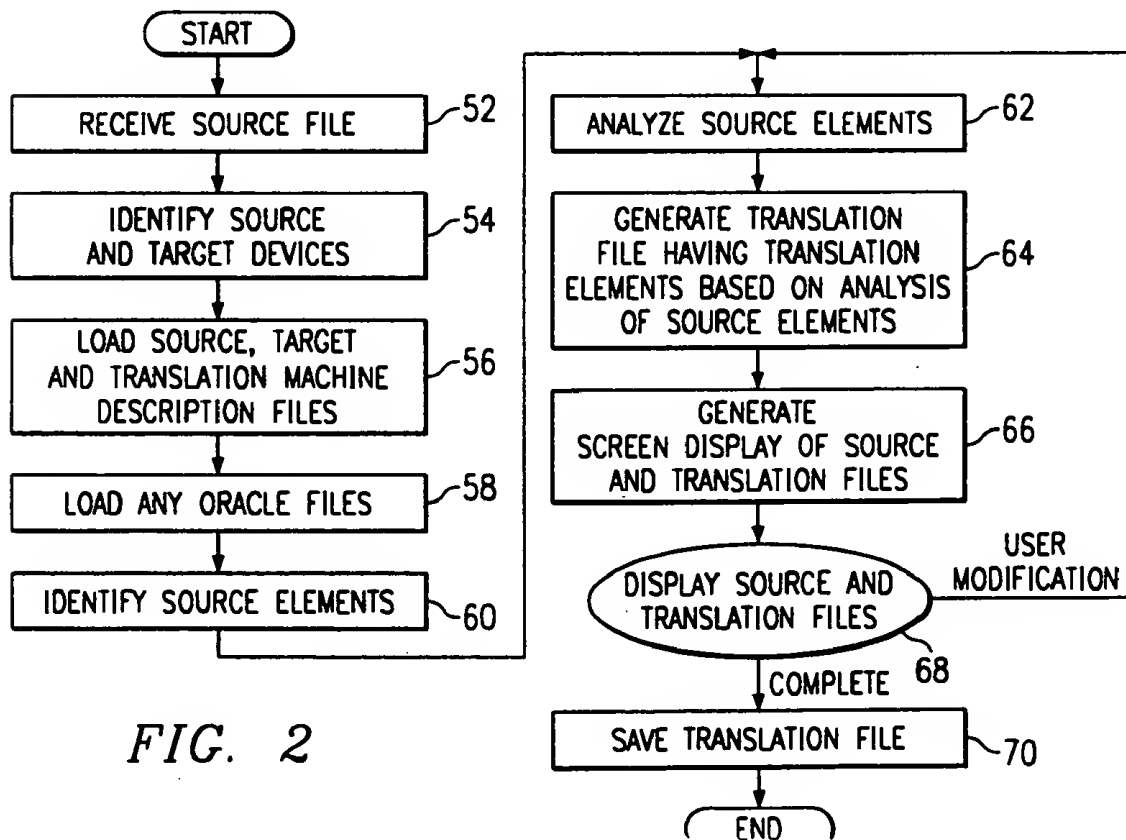 START
RECEIVE SOURCE FILE
52
IDENTIFY SOURCE
AND TARGET DEVICES
54
LOAD SOURCE, TARGET
AND TRANSLATION MACHINE
DESCRIPTION FILES
56
LOAD ANY ORACLE FILES
58
IDENTIFY SOURCE ELEMENTS
60
ANALYZE SOURCE ELEMENTS
62
GENERATE TRANSLATION
FILE HAVING TRANSLATION
ELEMENTS BASED ON ANALYSIS
OF SOURCE ELEMENTS
64
GENERATE
SCREEN DISPLAY OF SOURCE
AND TRANSLATION FILES
66
DISPLAY SOURCE AND
TRANSLATION FILES
68
USER
MODIFICATION
COMPLETE
SAVE TRANSLATION FILE
70
END
FIG. 2